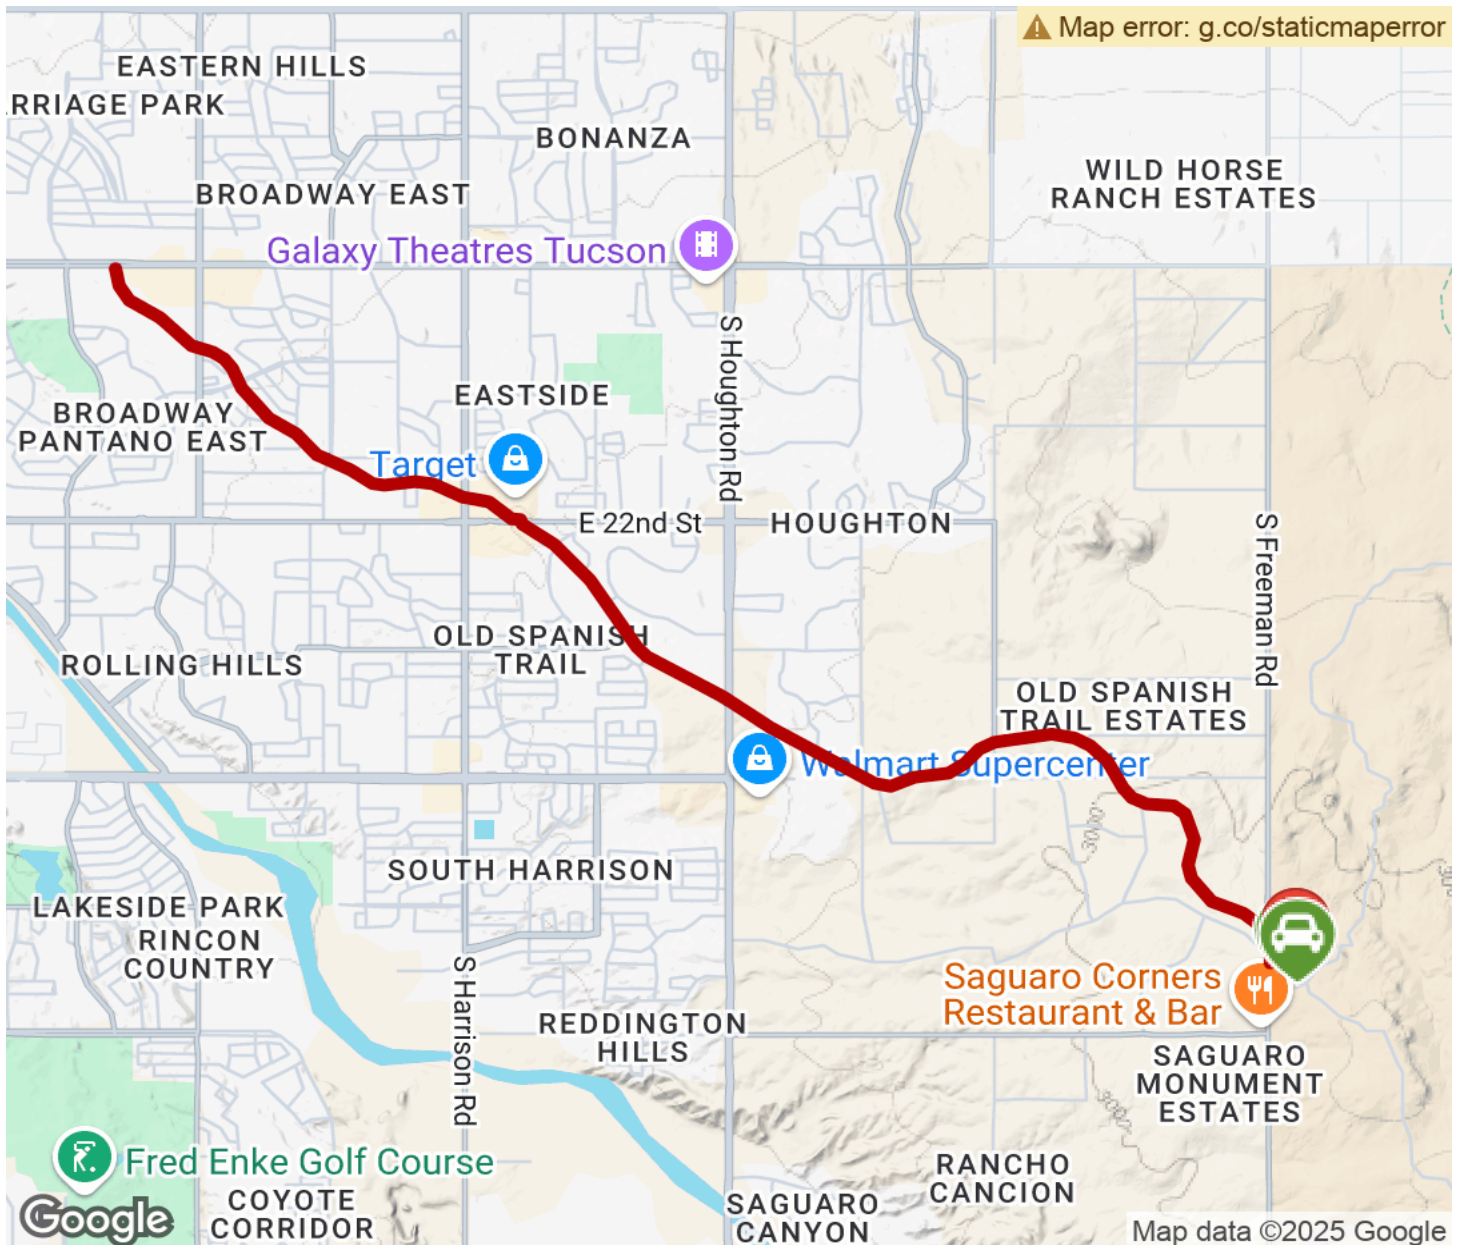 Map error: g.co/staticmaperror
EASTERN HILLS
ARRIAGE PARK
BONANZA
WILD HORSE
RANCH ESTATES
BROADWAY EAST
Galaxy Theatres Tucson
S Houghton Rd
EASTSIDE
BROADWAY
PANTANO EAST
Target
E 22nd St
HOUGHTON
S Freeman Rd
OLD SPANISH
TRAIL
ROLLING HILLS
OLD SPANISH
TRAIL ESTATES
Walmart Supercenter
3000
SOUTH HARRISON
LAKESIDE PARK
RINCON
COUNTRY
Saguaro Corners
Restaurant & Bar
S Harrison Rd
REDDINGTON
HILLS
SAGUARO
MONUMENT
ESTATES
3000
Fred Enke Golf Course
RANCHO
CANCION
COYOTE
CORRIDOR
SAGUARO
CANYON
Google
Map data ©2025 Google